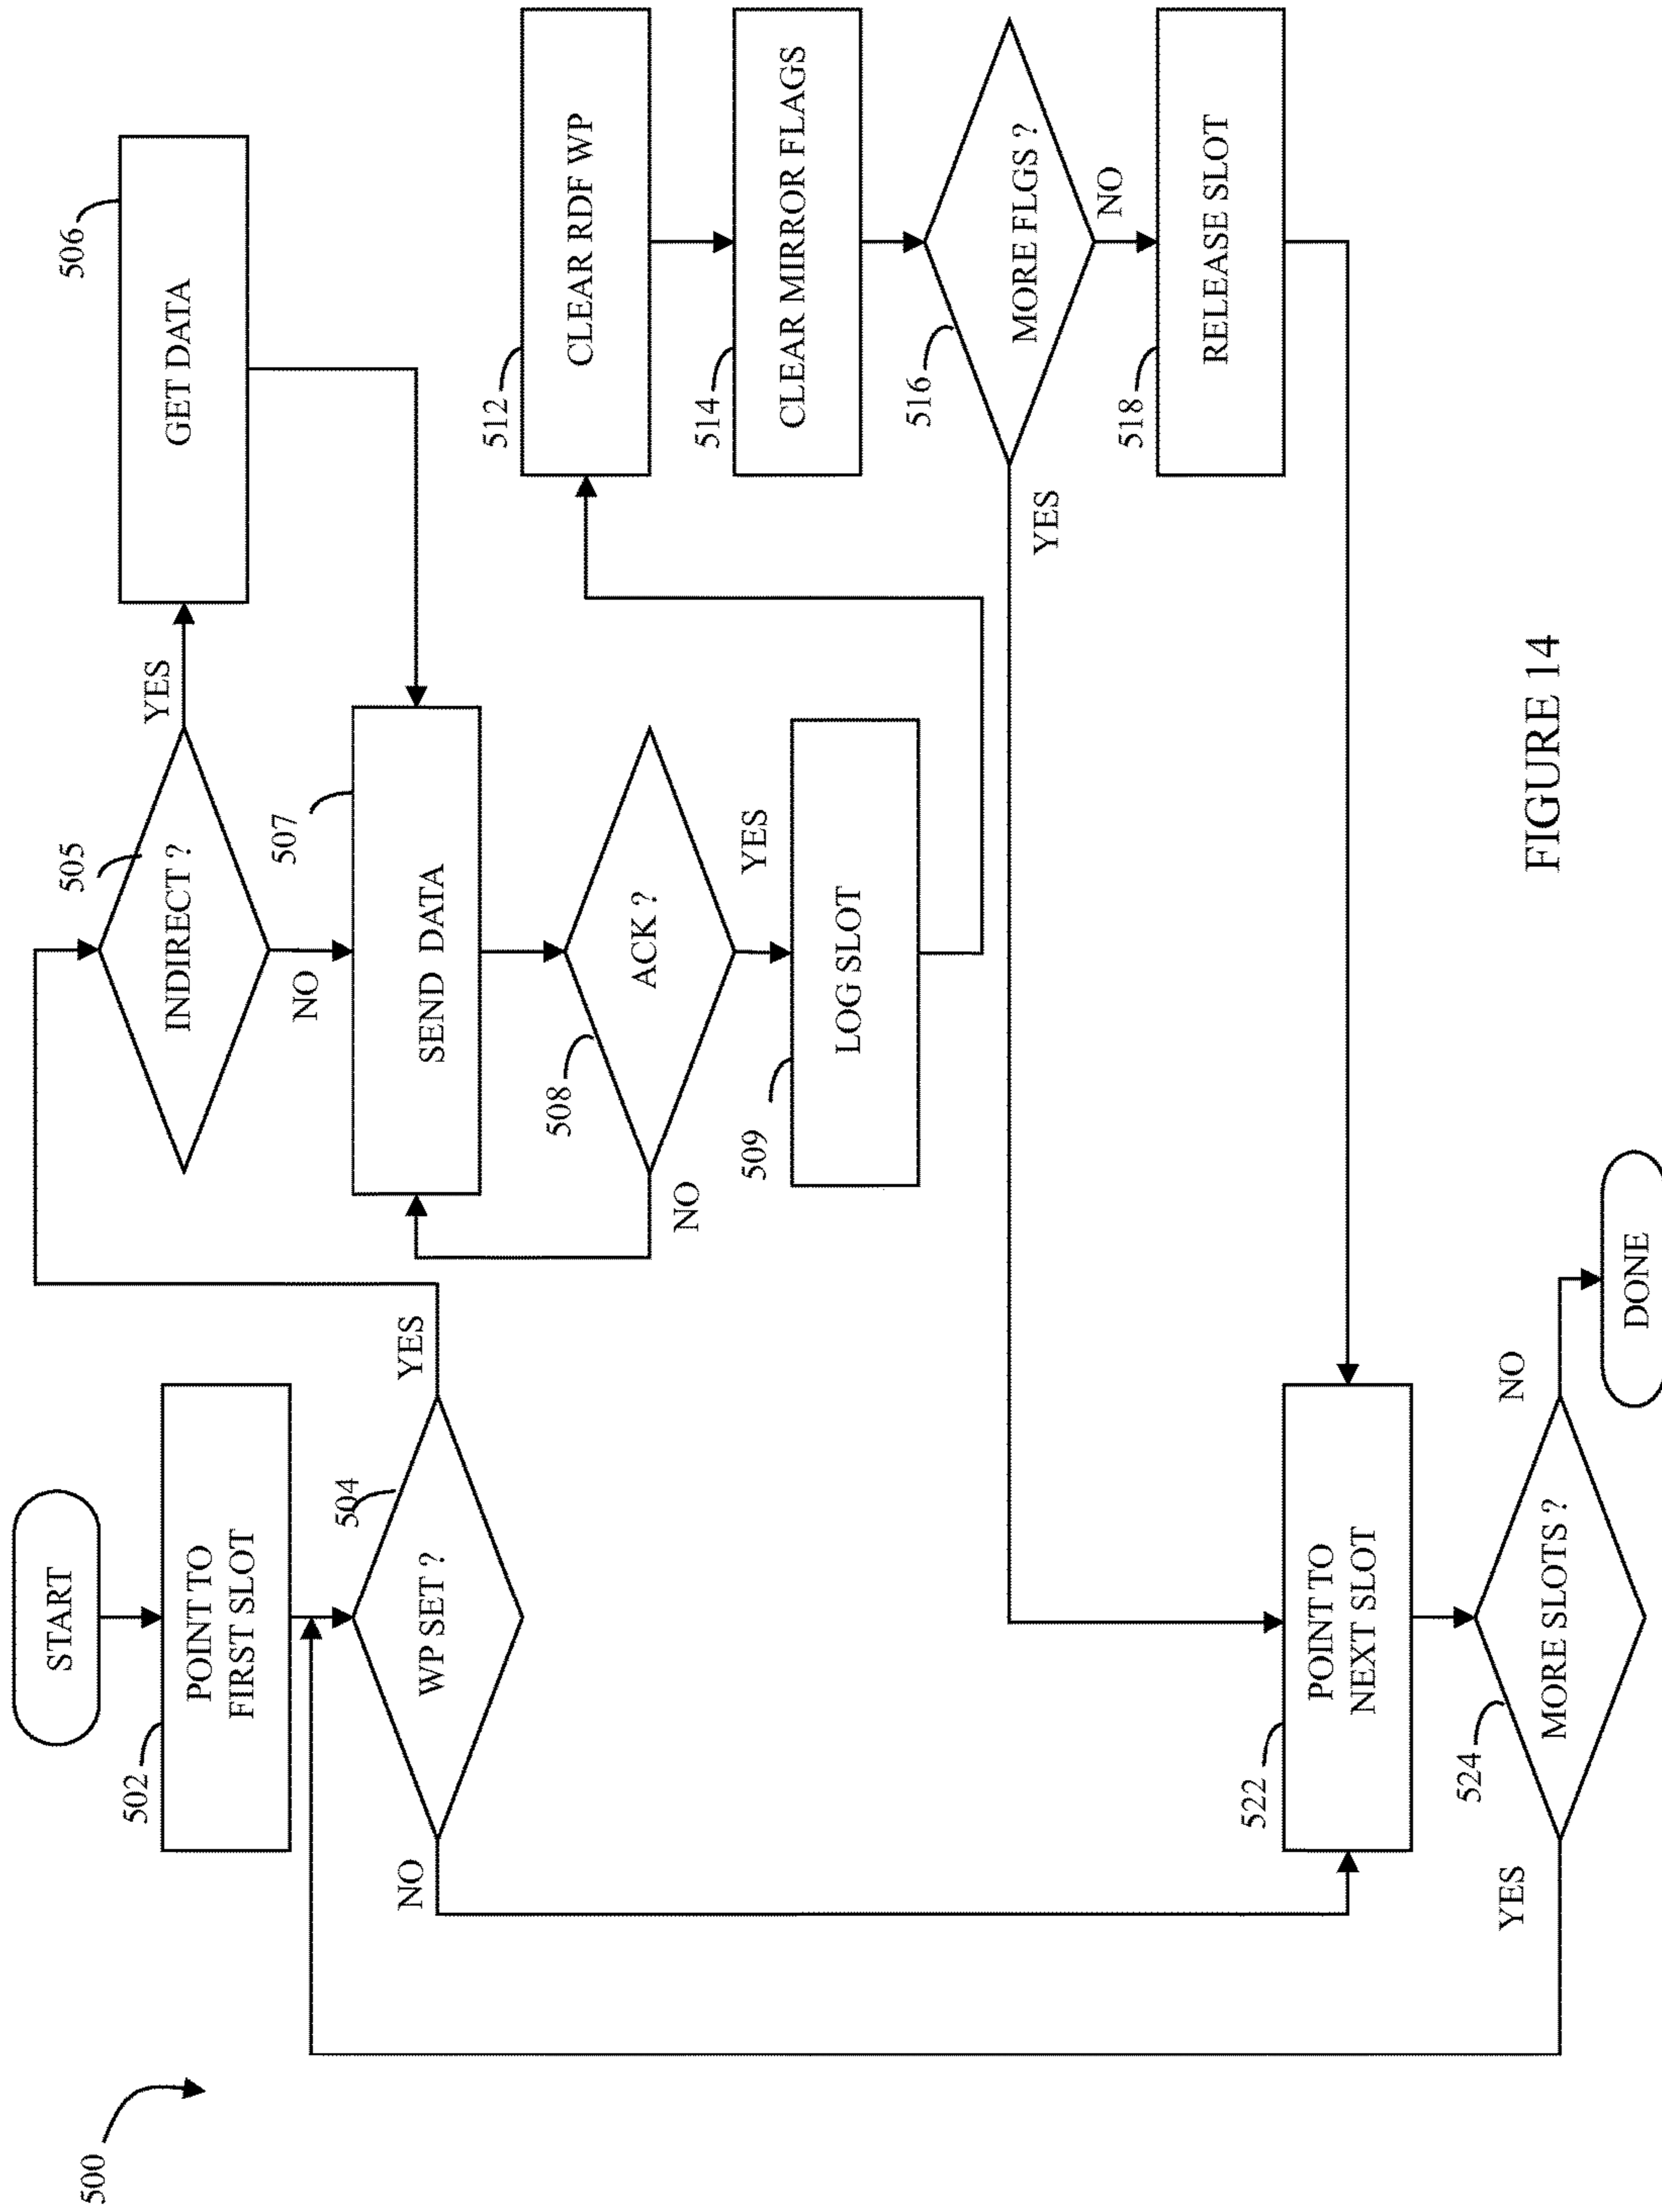 500
START
502
POINT TO
FIRST SLOT
504
WP SET ?
NO
YES
505
INDIRECT ?
YES
NO
506
GET DATA
507
SEND DATA
508
ACK ?
NO
YES
509
LOG SLOT
512
CLEAR RDF WP
514
CLEAR MIRROR FLAGS
516
MORE FLGS ?
YES
NO
518
RELEASE SLOT
522
POINT TO
NEXT SLOT
524
MORE SLOTS ?
YES
NO
DONE
FIGURE 14